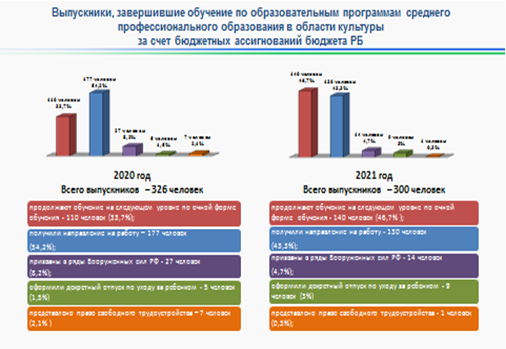 Выпускники, завершившие обучение по образовательным программам среднего
профессионального образования в области культуры
за счет бюджетных ассигнований бюджета РБ
177 человек
54,2%
110 человек
33,7%
27 человек
8,2%
5 человек
1,5%
7 человек
2,1%
2020 год
Всего выпускников – 326 человек
продолжают обучение на следующем уровне по очной форме
обучения - 110 человек (33,7%);
получили направление на работу – 177 человек
(54,2%);
призваны в ряды Вооруженных сил РФ - 27 человек
(8,2%);
оформили декретный отпуск по уходу за ребенком - 5 человек
(1,5%)
предоставлено право свободного трудоустройства – 7 человек
(2,1% )
140 человек
46,7%
130 человек
43,3%
14 человек
4,7%
9 человек
3%
1 человек
0,3%
2021 год
Всего выпускников – 300 человек
продолжают обучение на следующем уровне по очной
форме обучения - 140 человек (46,7% );
получили направление на работу - 130 человек
(43,3%);
призваны в ряды Вооруженных сил РФ - 14 человек
(4,7%);
оформили декретный отпуск по уходу за ребенком - 9
человек (3%)
предоставлено право свободного трудоустройства - 1 человек
(0,3%);